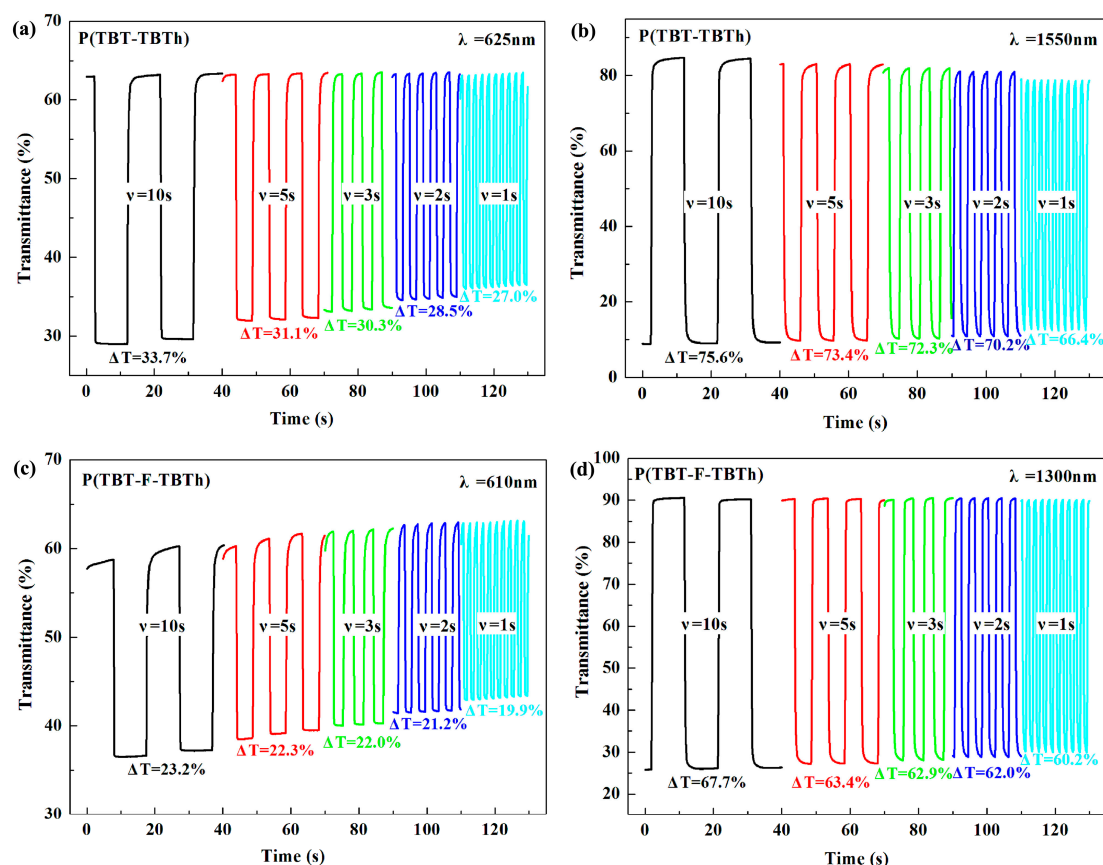 (a)
P(TBT-TBTh)
λ =625nm
70
60
50
40
30
Transmittance (%)
ν=10s
ν=5s
ν=3s
ν=2s
ν=1s
ΔT=33.7%
ΔT=31.1%
ΔT=30.3%
ΔT=28.5%
ΔT=27.0%
0 20 40 60 80 100 120
Time (s)
(b)
P(TBT-TBTh)
λ =1550nm
80
60
40
20
0
Transmittance (%)
ν=10s
ν=5s
ν=3s
ν=2s
ν=1s
ΔT=75.6%
ΔT=73.4%
ΔT=72.3%
ΔT=70.2%
ΔT=66.4%
0 20 40 60 80 100 120
Time (s)
(c)
P(TBT-F-TBTh)
λ =610nm
70
60
50
40
30
Transmittance (%)
ν=10s
ν=5s
ν=3s
ν=2s
ν=1s
ΔT=23.2%
ΔT=22.3%
ΔT=22.0%
ΔT=21.2%
ΔT=19.9%
0 20 40 60 80 100 120
Time (s)
(d)
P(TBT-F-TBTh)
λ =1300nm
100
90
80
70
60
50
40
30
20
10
Transmittance (%)
ν=10s
ν=5s
ν=3s
ν=2s
ν=1s
ΔT=67.7%
ΔT=63.4%
ΔT=62.9%
ΔT=62.0%
ΔT=60.2%
0 20 40 60 80 100 120
Time (s)